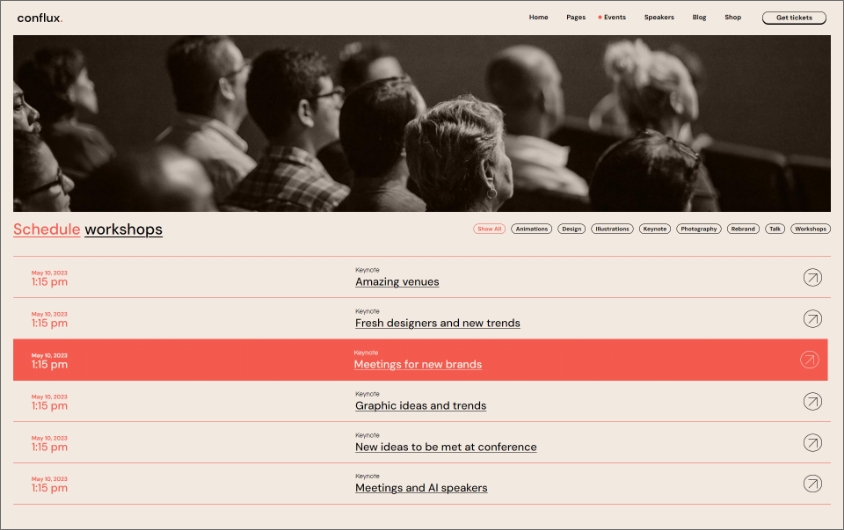 conflux.
Home Pages Events Speakers Blog Shop Get tickets
Schedule workshops
Show All Animations Design Illustrations Keynote Photography Rebrand Talk Workshops
May 10, 2023
1:15 pm
Keynote
Amazing venues
May 10, 2023
1:15 pm
Keynote
Fresh designers and new trends
May 10, 2023
1:15 pm
Keynote
Meetings for new brands
May 10, 2023
1:15 pm
Keynote
Graphic ideas and trends
May 10, 2023
1:15 pm
Keynote
New ideas to be met at conference
May 10, 2023
1:15 pm
Keynote
Meetings and AI speakers